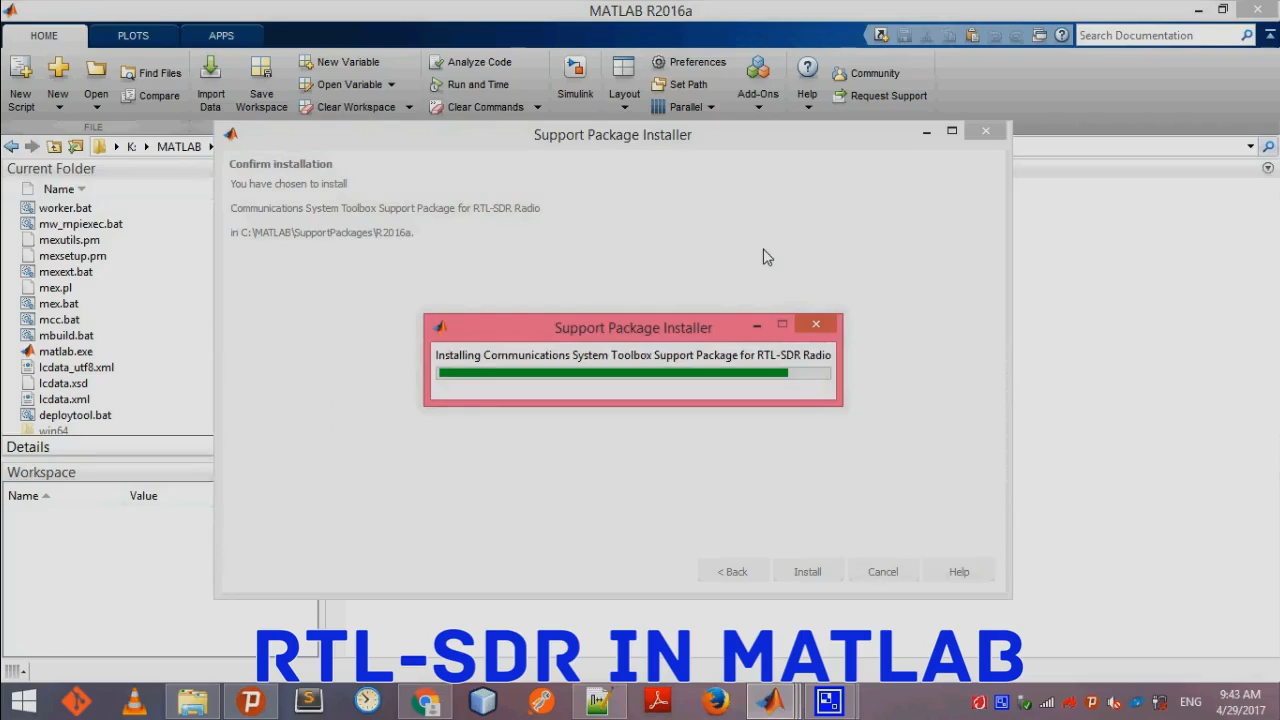 MATLAB R2016a
HOME
PLOTS
APPS
Search Documentation
New Script
New
Open
Find Files
Compare
Import Data
Save Workspace
New Variable
Open Variable
Clear Workspace
Analyze Code
Run and Time
Clear Commands
Simulink
Layout
Preferences
Set Path
Parallel
Add-Ons
Help
Community
Request Support
FILE
K:
MATLAB
Current Folder
Name
worker.bat
mw_mpiexec.bat
mexutils.pm
mexsetup.pm
mexext.bat
mex.pl
mex.bat
mcc.bat
mbuild.bat
matlab.exe
lcdata_utf8.xml
lcdata.xsd
lcdata.xml
deploytool.bat
win64
Details
Workspace
Name
Value
Support Package Installer
Confirm installation
You have chosen to install
Communications System Toolbox Support Package for RTL-SDR Radio
in C:\MATLAB\SupportPackages\R2016a.
Support Package Installer
Installing Communications System Toolbox Support Package for RTL-SDR Radio
< Back
Install
Cancel
Help
RTL-SDR IN MATLAB
ENG
9:43 AM
4/29/2017